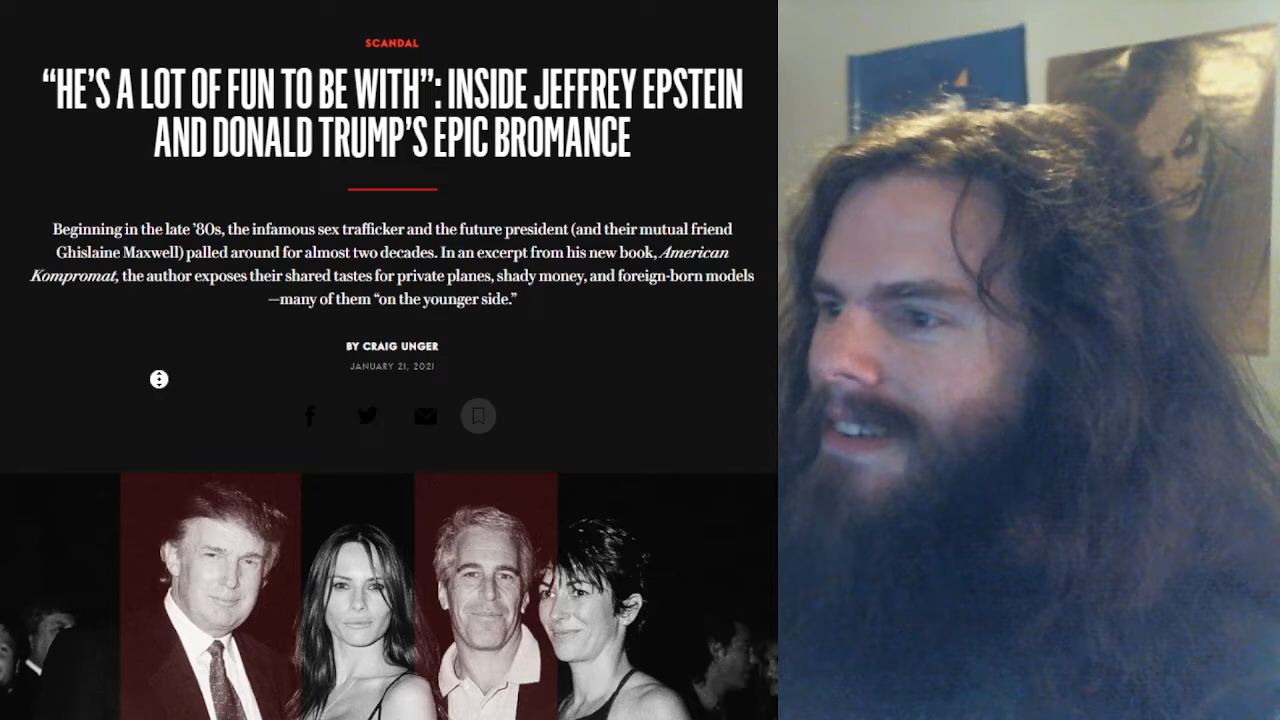 SCANDAL
“HE’S A LOT OF FUN TO BE WITH”: INSIDE JEFFREY EPSTEIN
AND DONALD TRUMP’S EPIC BROMANCE
Beginning in the late ’80s, the infamous sex trafficker and the future president (and their mutual friend
Ghislaine Maxwell) palled around for almost two decades. In an excerpt from his new book, American
Kompromat, the author exposes their shared tastes for private planes, shady money, and foreign-born models
—many of them “on the younger side.”
BY CRAIG UNGER
JANUARY 21, 2021